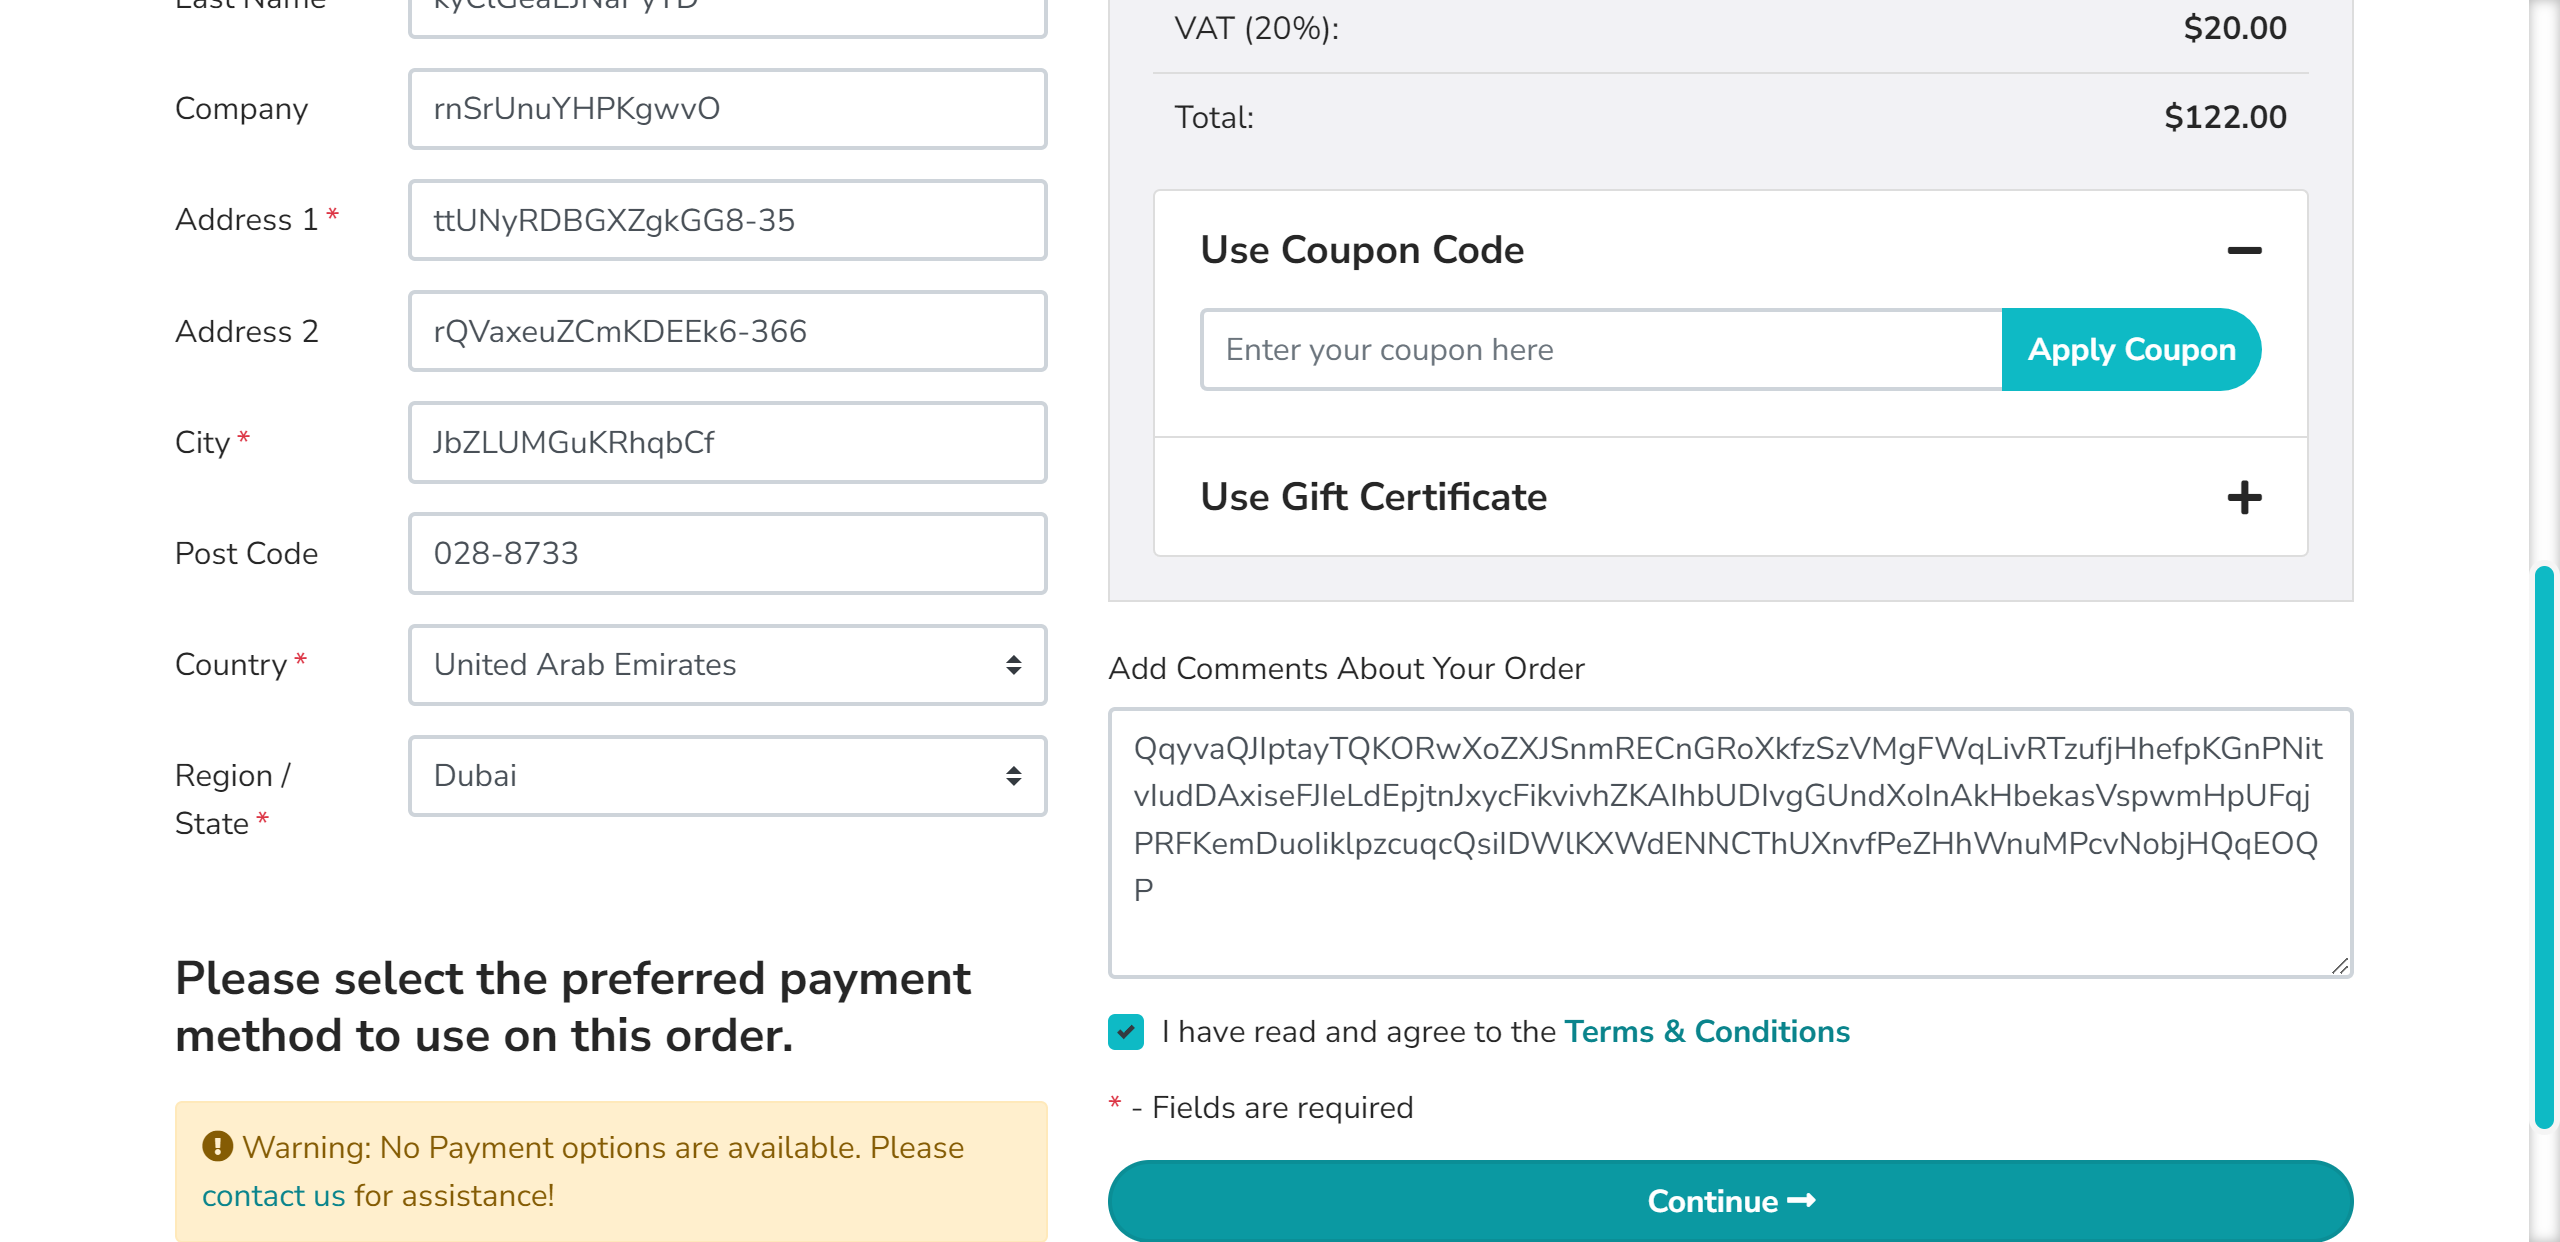 Last Name
Company
rnSrUnuYHPKgwvO
Address 1 *
ttUNyRDBGXZgkGG8-35
Address 2
rQVaxeuZCmKDEEk6-366
City *
JbZLUMGuKRhqbCf
Post Code
028-8733
Country *
United Arab Emirates
Region /
State *
Dubai
Please select the preferred payment
method to use on this order.
Warning: No Payment options are available. Please
contact us for assistance!
VAT (20%):
$20.00
Total:
$122.00
Use Coupon Code
Enter your coupon here
Apply Coupon
Use Gift Certificate
Add Comments About Your Order
QqyvaQJIptayTQKORwXoZXJSnmRECnGRoXkfzSzVMgFWqLivRTzufjHhefpKGnPNit
vIudDAxiseFJIeLdEpjtnJxycFikvivhZKAIhbUDIvgGUndXoInAkHbekasVspwmHpUFqj
PRFKemDuoIiklpzcuqcQsiIDWlKXWdENNCThUXnvfPeZHhWnuMPcvNobjHQqEOQ
P
I have read and agree to the Terms & Conditions
* - Fields are required
Continue